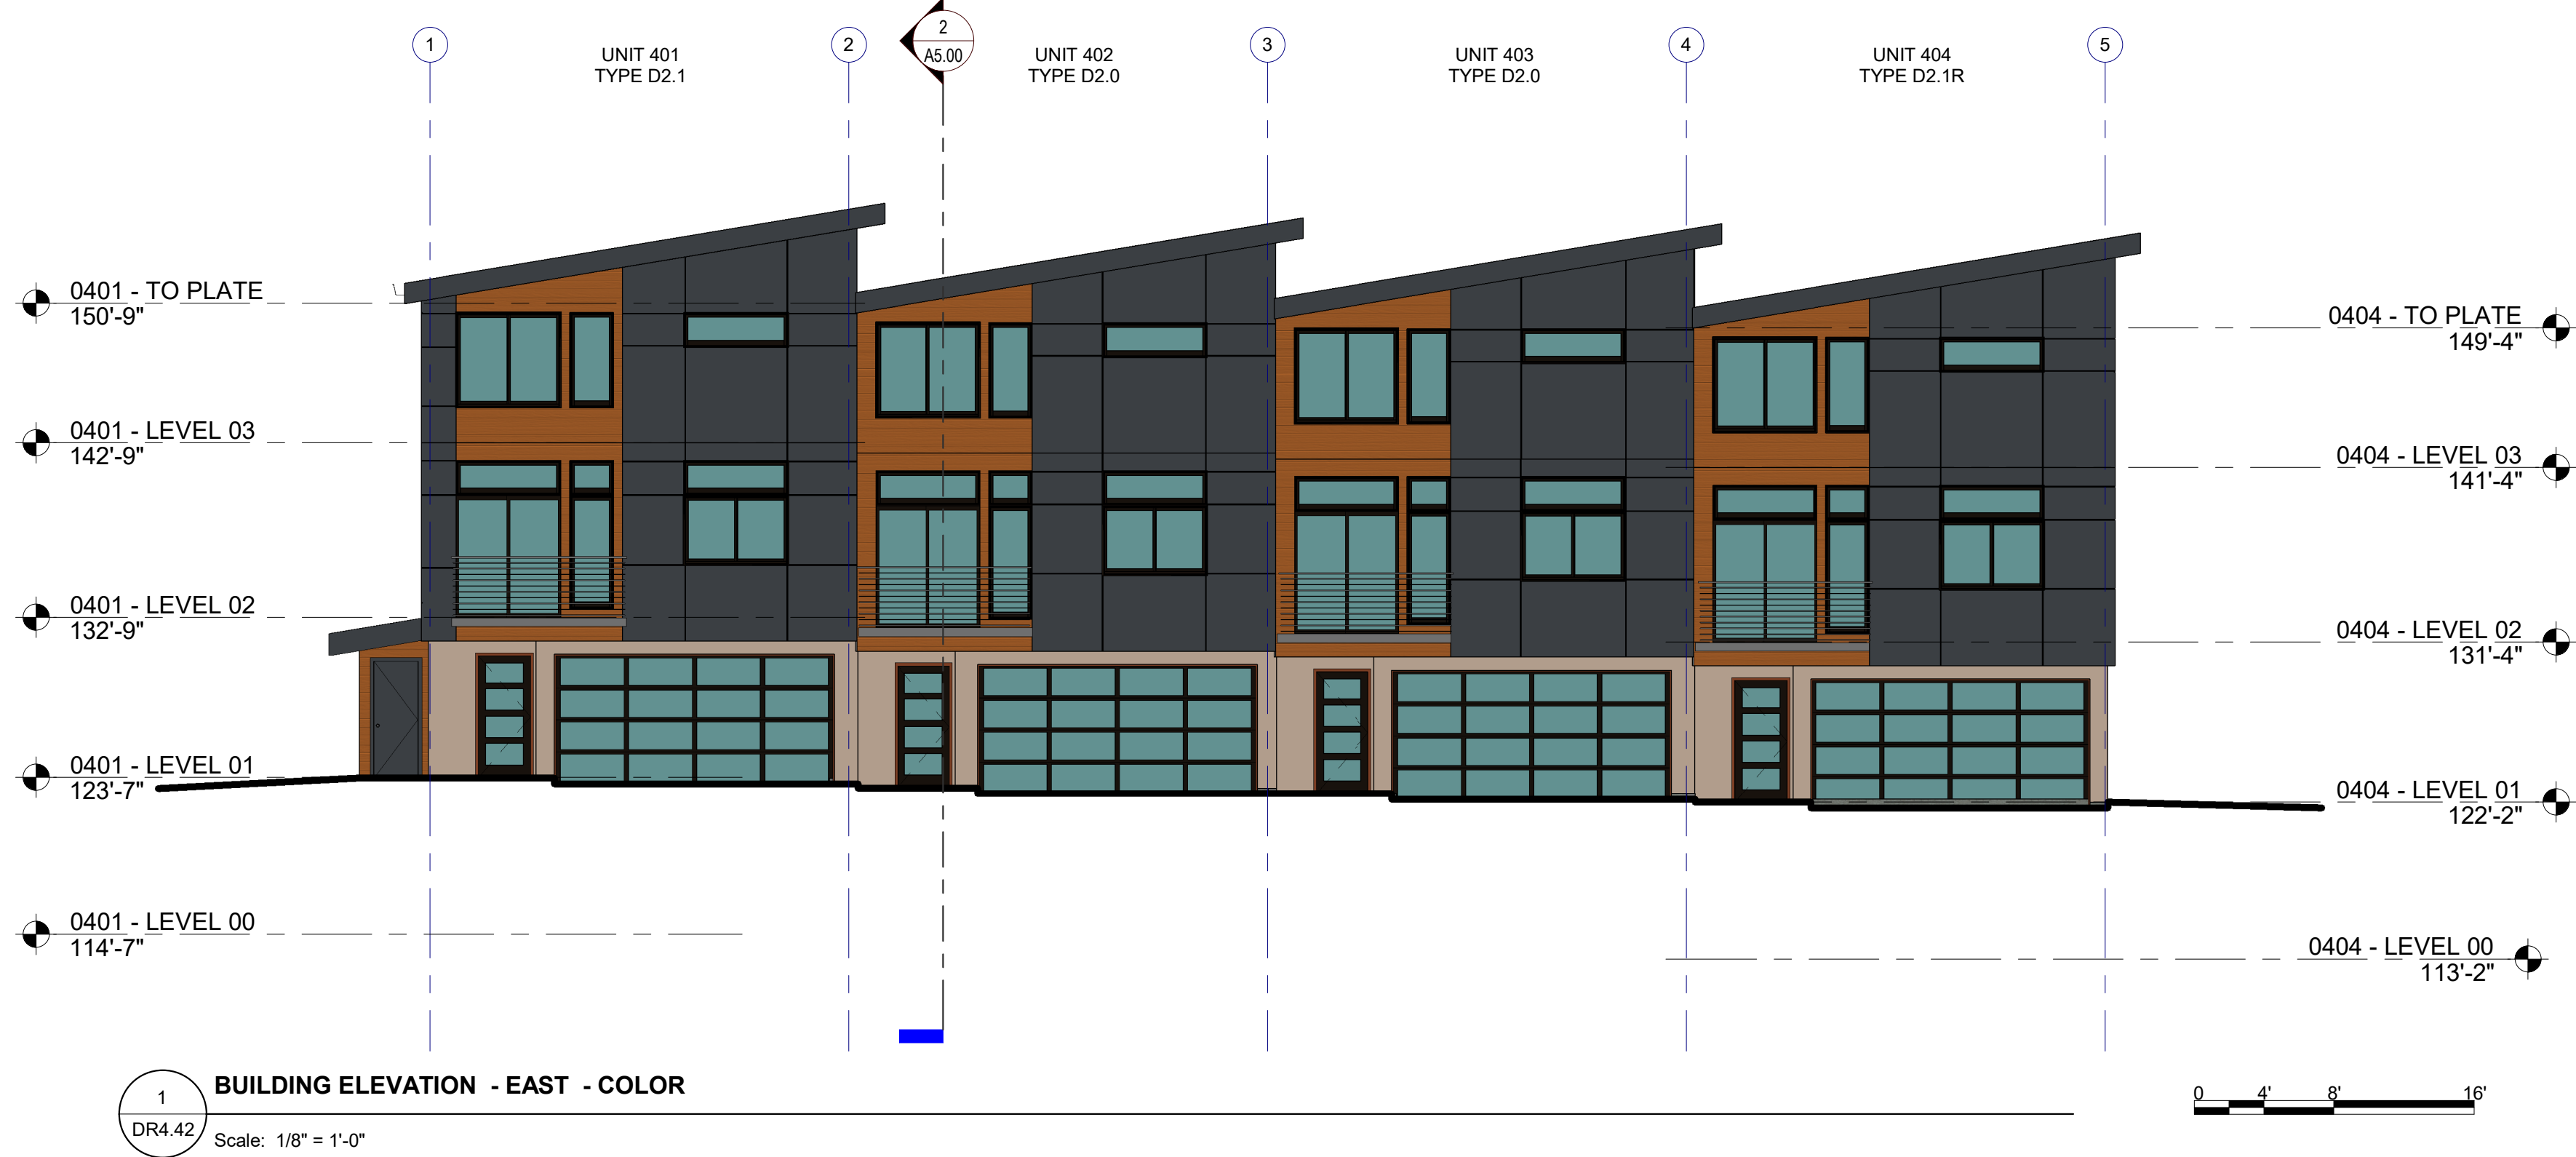 1
UNIT 401
TYPE D2.1
2
2
A5.00
UNIT 402
TYPE D2.0
3
UNIT 403
TYPE D2.0
4
UNIT 404
TYPE D2.1R
5
0401 - TO PLATE
150'-9"
0401 - LEVEL 03
142'-9"
0401 - LEVEL 02
132'-9"
0401 - LEVEL 01
123'-7"
0401 - LEVEL 00
114'-7"
0404 - TO PLATE
149'-4"
0404 - LEVEL 03
141'-4"
0404 - LEVEL 02
131'-4"
0404 - LEVEL 01
122'-2"
0404 - LEVEL 00
113'-2"
1
DR4.42
BUILDING ELEVATION - EAST - COLOR
Scale: 1/8" = 1'-0"
0 4' 8' 16'